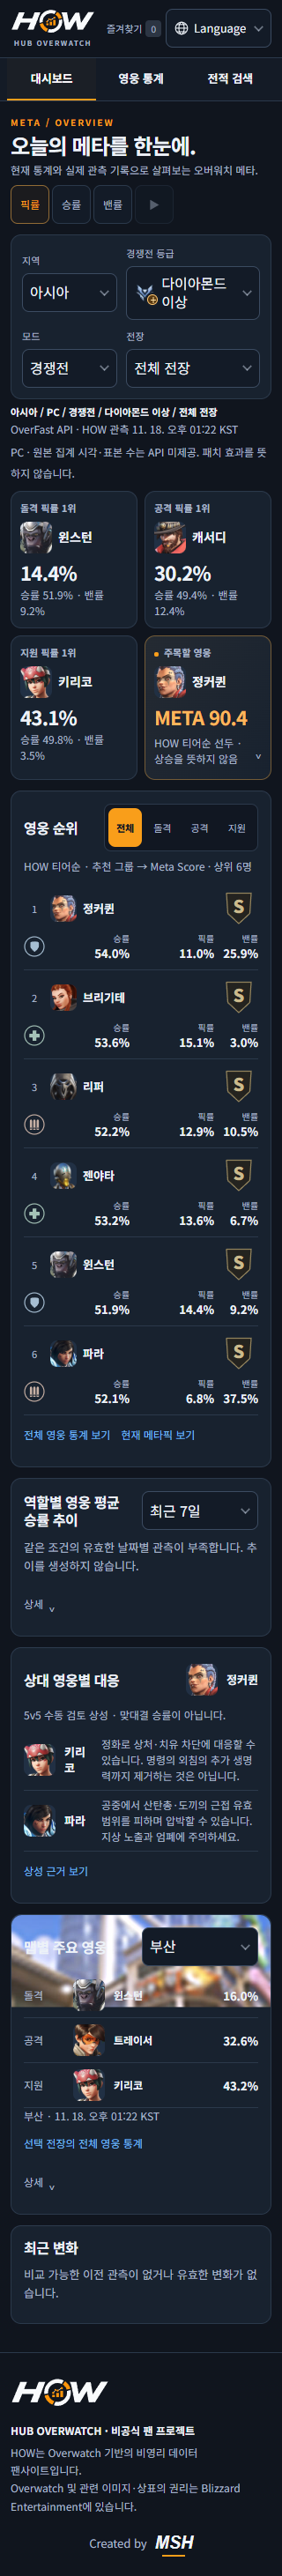 HOW
HUB OVERWATCH
즐겨찾기 0
Language
대시보드 영웅 통계 전적 검색
META / OVERVIEW
오늘의 메타를 한눈에.
현재 통계와 실제 관측 기록으로 살펴보는 오버워치 메타.
픽률 승률 밴률
지역 경쟁전 등급
아시아 다이아몬드
이상
모드 전장
경쟁전 전체 전장
아시아 / PC / 경쟁전 / 다이아몬드 이상 / 전체 전장
OverFast API · HOW 관측 11. 18. 오후 01:22 KST
PC · 원본 집계 시각·표본 수는 API 미제공. 패치 효과를 뜻
하지 않습니다.
돌격 픽률 1위
윈스턴
14.4%
승률 51.9% · 밴률
9.2%
공격 픽률 1위
캐서디
30.2%
승률 49.4% · 밴률
12.4%
지원 픽률 1위
키리코
43.1%
승률 49.8% · 밴률
3.5%
주목할 영웅
정커퀸
META 90.4
HOW 티어순 선두 ·
상승을 뜻하지 않음
영웅 순위
전체 돌격 공격 지원
HOW 티어순 · 추천 그룹 → Meta Score · 상위 6명
1 정커퀸 S
승률 픽률 밴률
54.0% 11.0% 25.9%
2 브리기테 S
승률 픽률 밴률
53.6% 15.1% 3.0%
3 리퍼 S
승률 픽률 밴률
52.2% 12.9% 10.5%
4 젠야타 S
승률 픽률 밴률
53.2% 13.6% 6.7%
5 윈스턴 S
승률 픽률 밴률
51.9% 14.4% 9.2%
6 파라 S
승률 픽률 밴률
52.1% 6.8% 37.5%
전체 영웅 통계 보기 현재 메타픽 보기
역할별 영웅 평균
승률 추이
최근 7일
같은 조건의 유효한 날짜별 관측이 부족합니다. 추
이를 생성하지 않습니다.
상세
상대 영웅별 대응 정커퀸
5v5 수동 검토 상성 · 맞대결 승률이 아닙니다.
키리
코
정화로 상처·치유 차단에 대응할 수
있습니다. 명령의 외침의 추가 생명
력까지 제거하는 것은 아닙니다.
파라
공중에서 산탄총·도끼의 근접 유효
범위를 피하며 압박할 수 있습니다.
지상 노출과 엄폐에 주의하세요.
상성 근거 보기
맵별 주요 영웅 부산
돌격 윈스턴 16.0%
공격 트레이서 32.6%
지원 키리코 43.2%
부산 · 11. 18. 오후 01:22 KST
선택 전장의 전체 영웅 통계
상세
최근 변화
비교 가능한 이전 관측이 없거나 유효한 변화가 없
습니다.
HOW
HUB OVERWATCH · 비공식 팬 프로젝트
HOW는 Overwatch 기반의 비영리 데이터
팬사이트입니다.
Overwatch 및 관련 이미지·상표의 권리는 Blizzard
Entertainment에 있습니다.
Created by MSH